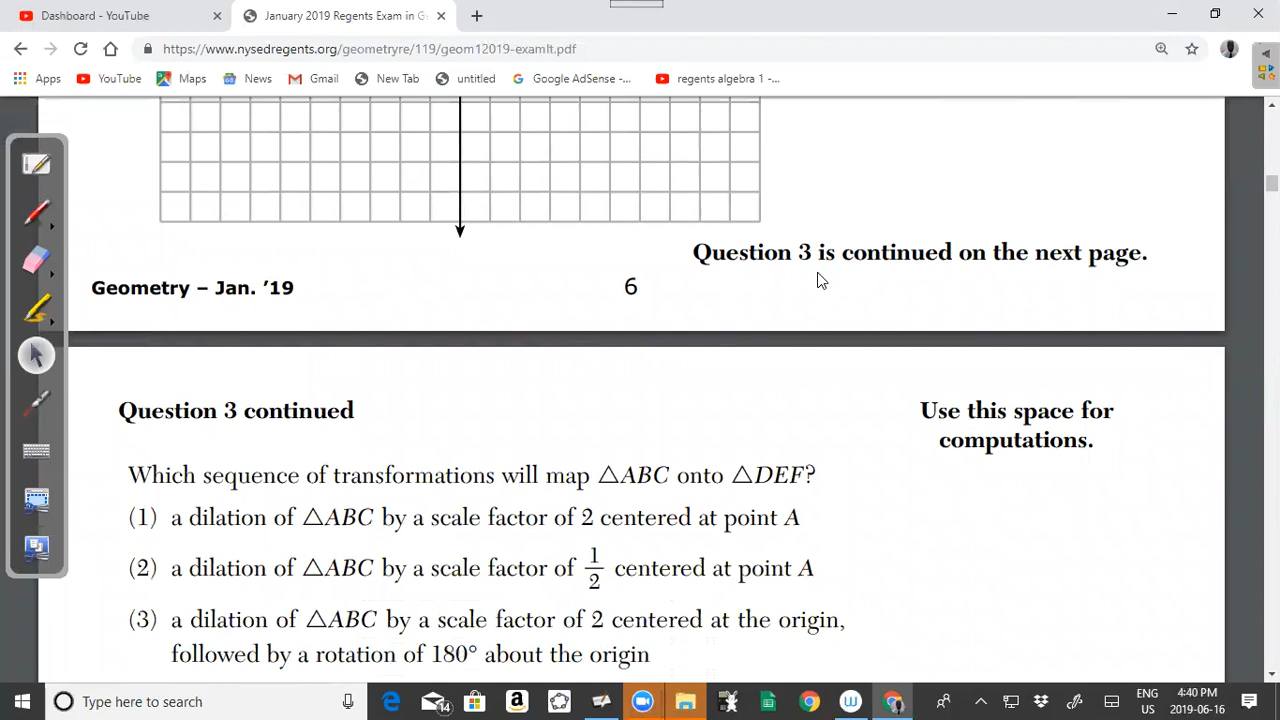 Dashboard - YouTube
January 2019 Regents Exam in Ge
https://www.nysedregents.org/geometryre/119/geom12019-examlt.pdf
Apps
YouTube
Maps
News
Gmail
New Tab
untitled
Google AdSense -...
regents algebra 1 -...
Question 3 is continued on the next page.
Geometry – Jan. ’19
6
Question 3 continued
Use this space for
computations.
Which sequence of transformations will map △ABC onto △DEF?
(1) a dilation of △ABC by a scale factor of 2 centered at point A
(2) a dilation of △ABC by a scale factor of 1/2 centered at point A
(3) a dilation of △ABC by a scale factor of 2 centered at the origin,
followed by a rotation of 180° about the origin
Type here to search
14
ENG
US
4:40 PM
2019-06-16